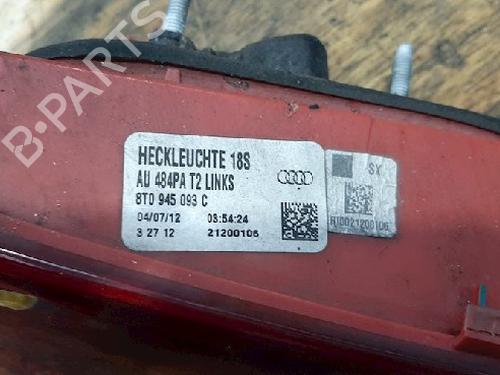 B-PARTS
HECKLEUCHTE 18S
AU 484PA T2 LINKS
8T0 945 093 C
04/07/12 03:54:24
3 27 12 21200106
SX